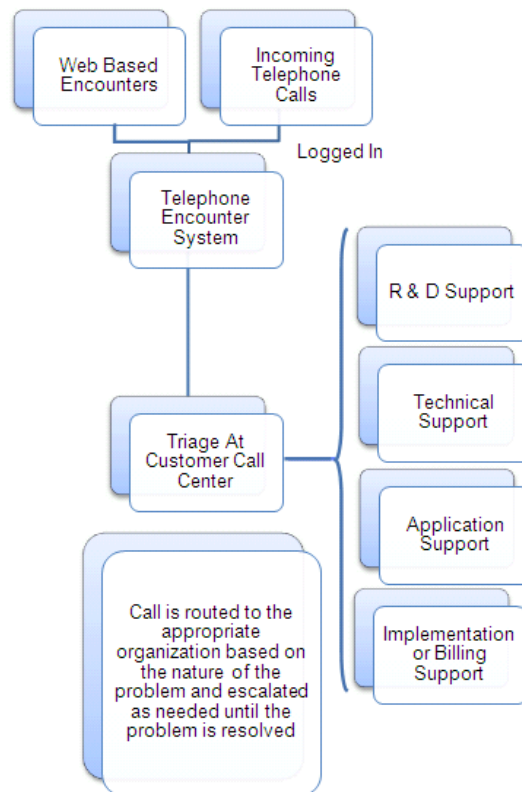 Web Based
Encounters
Incoming
Telephone
Calls
Logged In
Telephone
Encounter
System
R & D Support
Technical
Support
Triage At
Customer Call
Center
Application
Support
Implementation
or Billing
Support
Call is routed to the
appropriate
organization based on
the nature of the
problem and escalated
as needed until the
problem is resolved